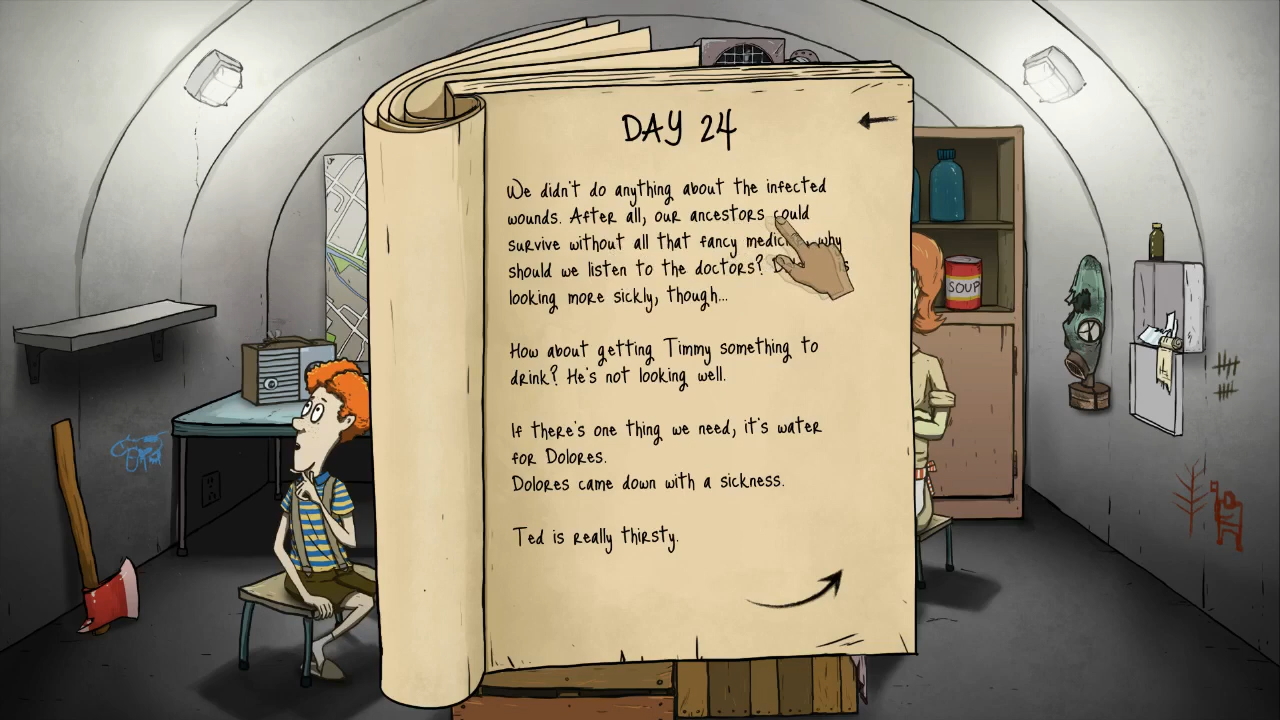 DAY 24
We didn't do anything about the infected
wounds. After all, our ancestors could
survive without all that fancy why
should we listen to the doctors?
looking more sickly, though...
How about getting Timmy something to
drink? He's not looking well.
If there's one thing we need, it's water
for Dolores.
Dolores came down with a sickness.
Ted is really thirsty.
SOUP